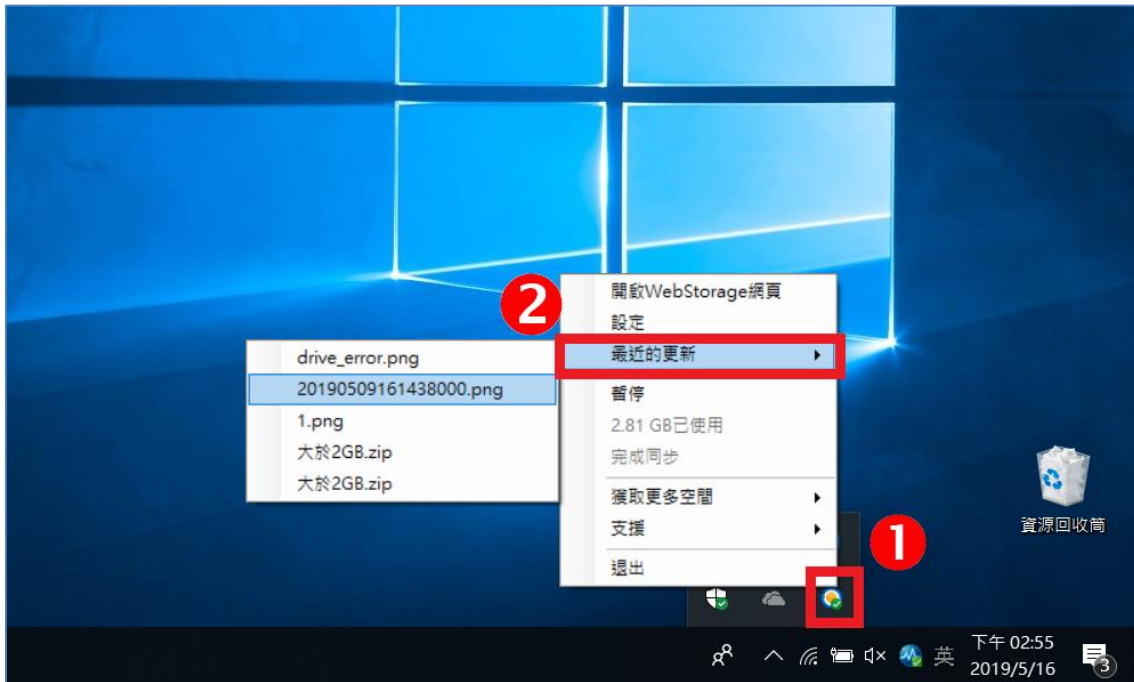 2
開啟WebStorage網頁
設定
最近的更新
暫停
2.81 GB已使用
完成同步
獲取更多空間
支援
退出
drive_error.png
20190509161438000.png
1.png
大於2GB.zip
大於2GB.zip
資源回收筒
1
英
下午 02:55
2019/5/16
3